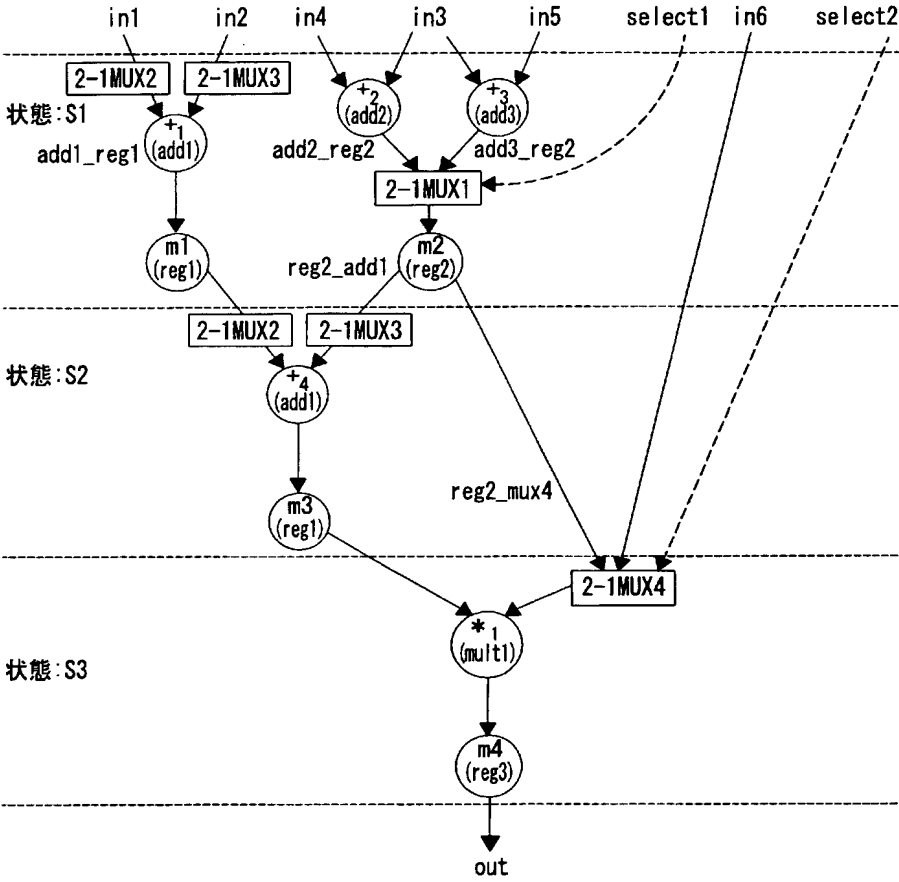 in1 in2 in4 in3 in5 select1 in6 select2
2-1MUX2 2-1MUX3
状態:S1
+1
(add1)
+2
(add2)
+3
(add3)
add1_reg1
add2_reg2
add3_reg2
2-1MUX1
m1
(reg1)
reg2_add1
m2
(reg2)
2-1MUX2 2-1MUX3
状態:S2
+4
(add1)
reg2_mux4
m3
(reg1)
2-1MUX4
*1
(mult1)
状態:S3
m4
(reg3)
out